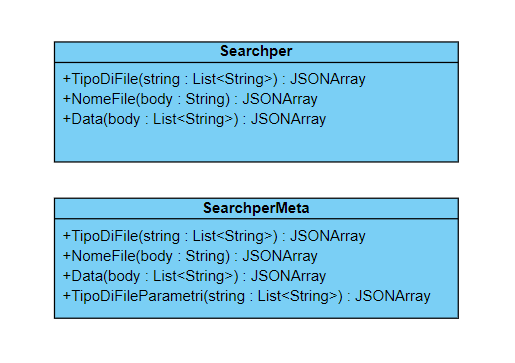 Searchper
+TipoDiFile(string : List<String>) : JSONArray
+NomeFile(body : String) : JSONArray
+Data(body : List<String>) : JSONArray
SearchperMeta
+TipoDiFile(string : List<String>) : JSONArray
+NomeFile(body : String) : JSONArray
+Data(body : List<String>) : JSONArray
+TipoDiFileParametri(string : List<String>) : JSONArray